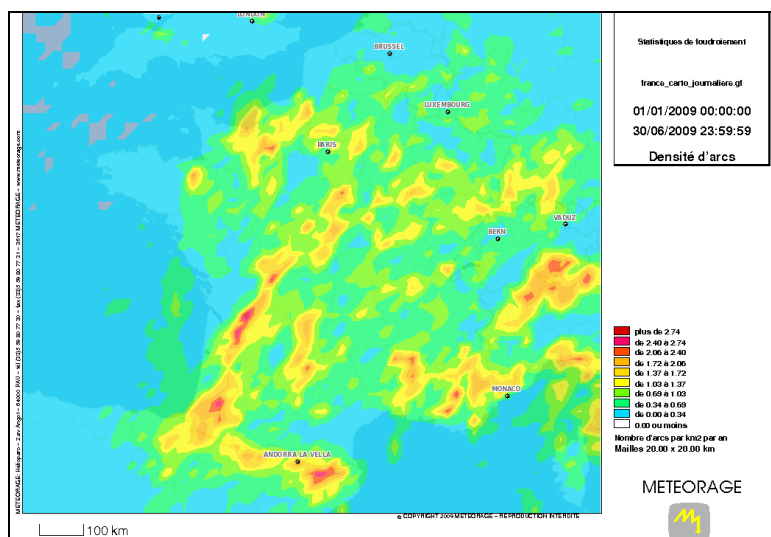 LONDON
BRUSSEL
LUXEMBOURG
PARIS
BERN
VADUZ
MONACO
ANDORRA LA VELLA
© COPYRIGHT 2009 METEORAGE - REPRODUCTION INTERDITE
100 km
Statistiques de foudroiement
france_carto_journaliere.gf
01/01/2009 00:00:00
30/06/2009 23:59:59
Densité d'arcs
plus de 2.74
de 2.40 à 2.74
de 2.06 à 2.40
de 1.72 à 2.06
de 1.37 à 1.72
de 1.03 à 1.37
de 0.69 à 1.03
de 0.34 à 0.69
de 0.00 à 0.34
0.00 ou moins
Nombre d'arcs par km2 par an
Mailles 20.00 x 20.00 km
METEORAGE